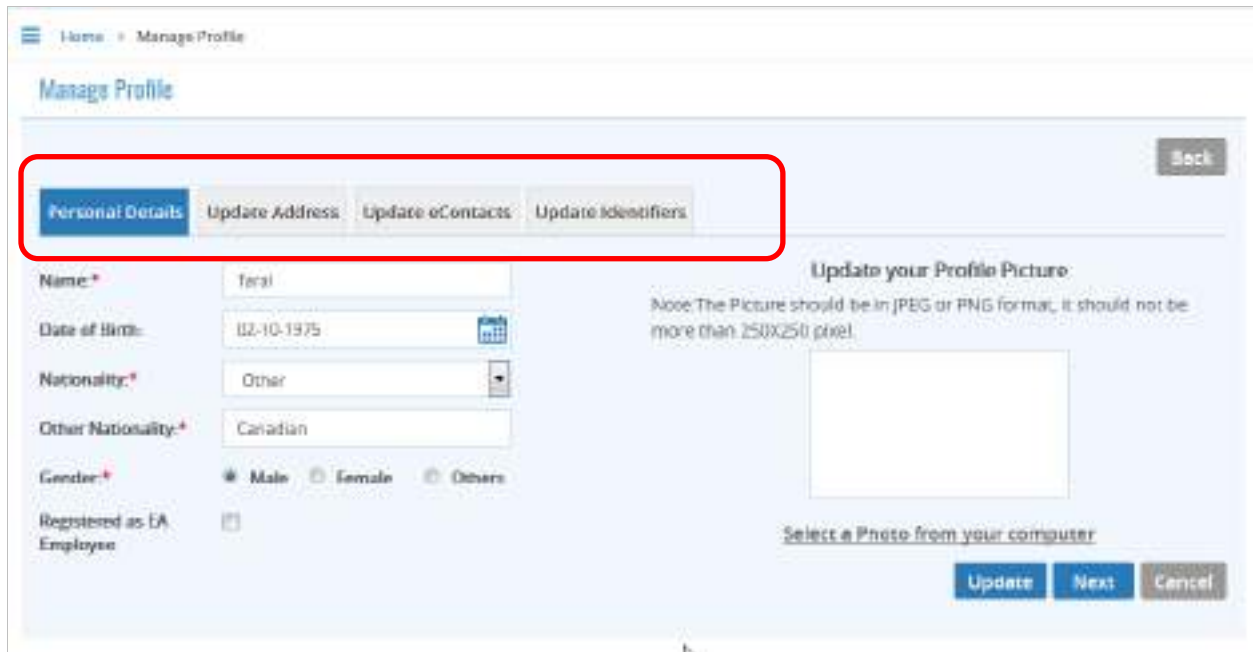 Home > Manage Profile
Manage Profile
Back
Personal Details Update Address Update eContacts Update Identifiers
Name:* Taral
Date of Birth: 02-10-1975
Nationality:* Other
Other Nationality:* Canadian
Gender:* Male Female Others
Registered as EA
Employee
Update your Profile Picture
Note:The Picture should be in JPEG or PNG format, it should not be
more than 250X250 pixel.
Select a Photo from your computer
Update Next Cancel